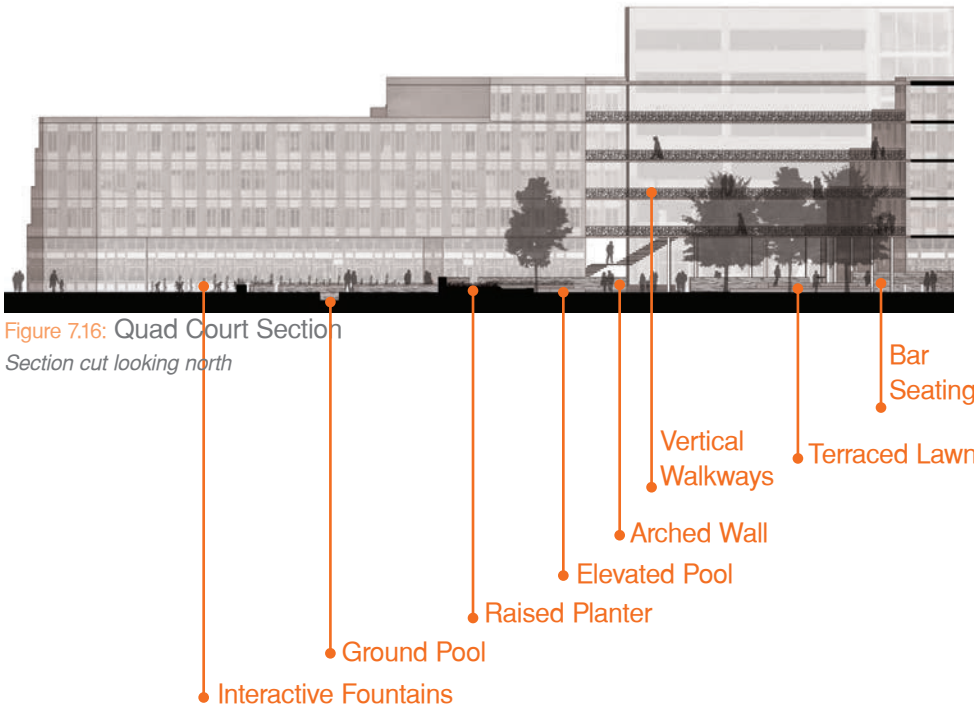 Figure 7.16: Quad Court Section
Section cut looking north
Bar
Seating
Vertical
Walkways
Terraced Lawn
Arched Wall
Elevated Pool
Raised Planter
Ground Pool
Interactive Fountains